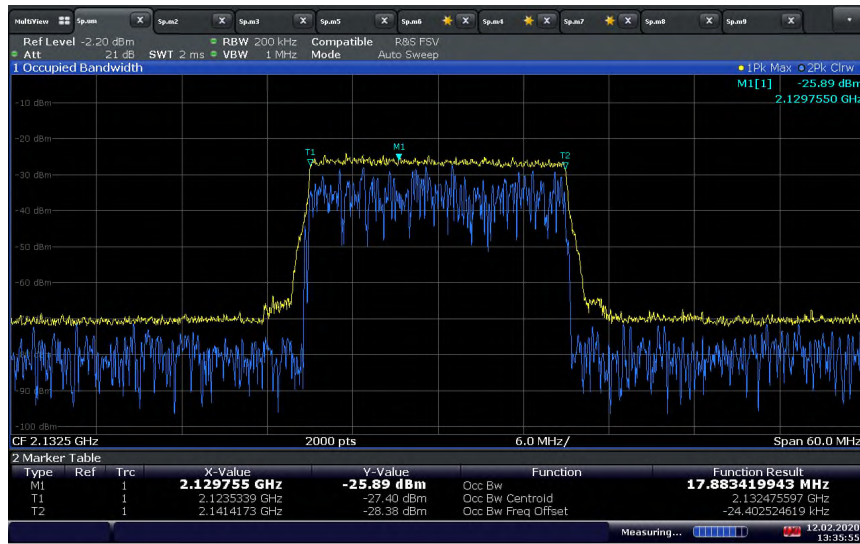 MultiView Sp.um X Sp.m2 X Sp.m3 X Sp.m5 X Sp.m6 X Sp.m4 X Sp.m7 X Sp.m8 X Sp.m9 X
Ref Level -2.20 dBm RBW 200 kHz Compatible R&S FSV
Att 21 dB SWT 2 ms VBW 1 MHz Mode Auto Sweep
1 Occupied Bandwidth 1Pk Max 2Pk Clrw
M1[1] -25.89 dBm
2.1297550 GHz
-10 dBm
-20 dBm
T1 M1 T2
-30 dBm
-40 dBm
-50 dBm
-60 dBm
-90 dBm
-100 dBm
CF 2.1325 GHz 2000 pts 6.0 MHz/ Span 60.0 MHz
2 Marker Table
Type Ref Trc X-Value Y-Value Function Function Result
M1 1 2.129755 GHz -25.89 dBm Occ Bw 17.883419943 MHz
T1 1 2.1235339 GHz -27.40 dBm Occ Bw Centroid 2.132475597 GHz
T2 1 2.1414173 GHz -28.38 dBm Occ Bw Freq Offset -24.402524619 kHz
Measuring... 12.02.2020
13:35:55